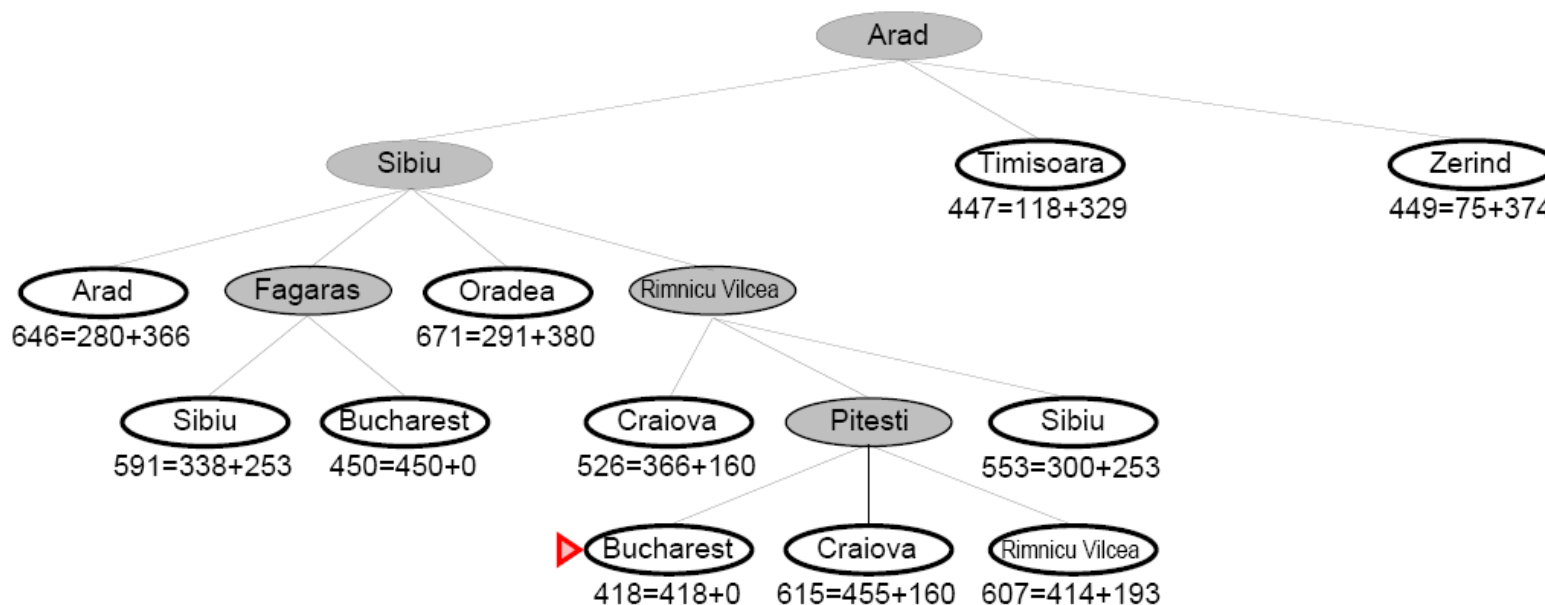 Arad
Sibiu
Timisoara
Zerind
447=118+329
449=75+374
Arad
Fagaras
Oradea
Rimnicu Vilcea
646=280+366
671=291+380
Sibiu
Bucharest
Craiova
Pitesti
Sibiu
591=338+253
450=450+0
526=366+160
553=300+253
Bucharest
Craiova
Rimnicu Vilcea
418=418+0
615=455+160
607=414+193